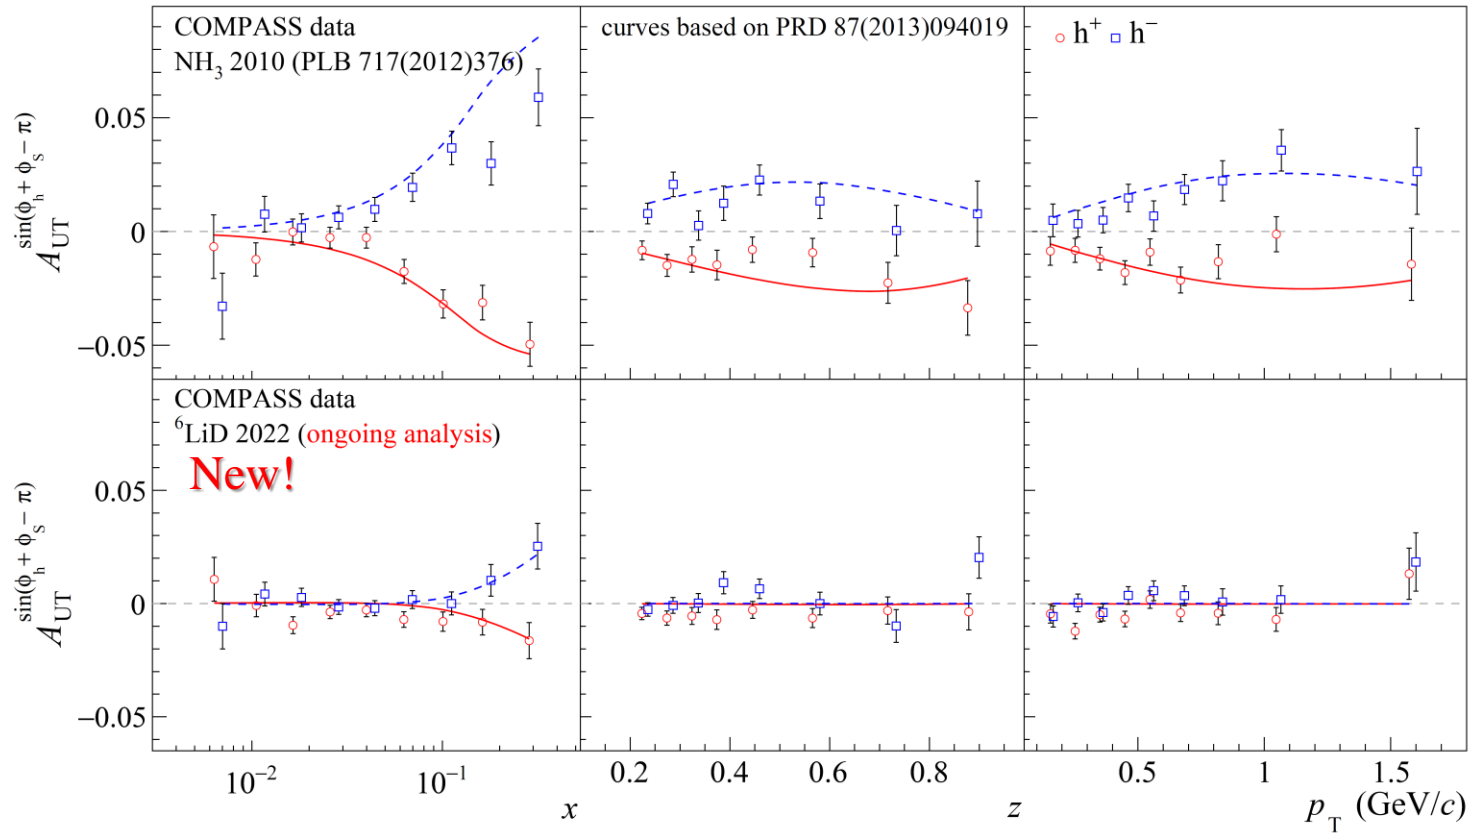 COMPASS data
NH3 2010 (PLB 717(2012)376)
curves based on PRD 87(2013)094019
h+ h−
A UT sin(ϕh + ϕS − π)
0.05
0
−0.05
COMPASS data
6LiD 2022 (ongoing analysis)
New!
A UT sin(ϕh + ϕS − π)
0.05
0
−0.05
10−2 10−1
x
0.2 0.4 0.6 0.8
z
0.5 1 1.5
pT (GeV/c)